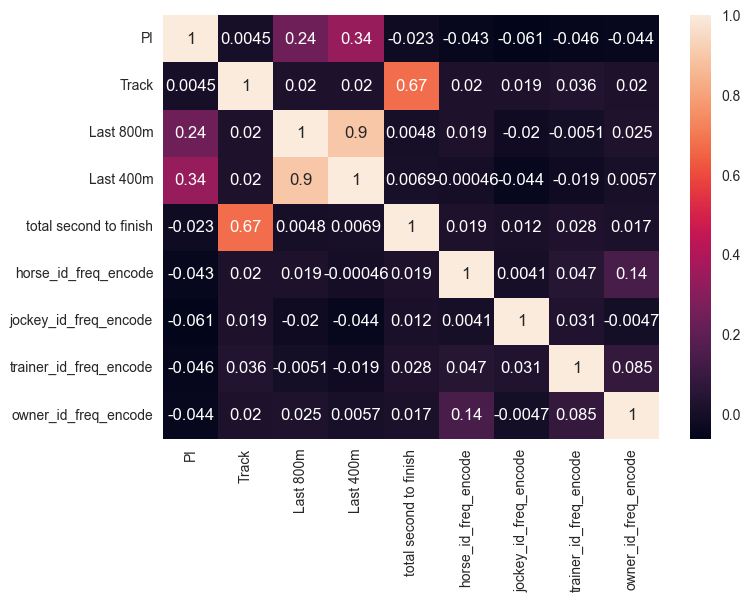 PI 1 0.0045 0.24 0.34 -0.023 -0.043 -0.061 -0.046 -0.044
Track 0.0045 1 0.02 0.02 0.67 0.02 0.019 0.036 0.02
Last 800m 0.24 0.02 1 0.9 0.0048 0.019 -0.02 -0.0051 0.025
Last 400m 0.34 0.02 0.9 1 0.0069 -0.00046 -0.044 -0.019 0.0057
total second to finish -0.023 0.67 0.0048 0.0069 1 0.019 0.012 0.028 0.017
horse_id_freq_encode -0.043 0.02 0.019 -0.00046 0.019 1 0.0041 0.047 0.14
jockey_id_freq_encode -0.061 0.019 -0.02 -0.044 0.012 0.0041 1 0.031 -0.0047
trainer_id_freq_encode -0.046 0.036 -0.0051 -0.019 0.028 0.047 0.031 1 0.085
owner_id_freq_encode -0.044 0.02 0.025 0.0057 0.017 0.14 -0.0047 0.085 1
PI
Track
Last 800m
Last 400m
total second to finish
horse_id_freq_encode
jockey_id_freq_encode
trainer_id_freq_encode
owner_id_freq_encode
1.0
0.8
0.6
0.4
0.2
0.0